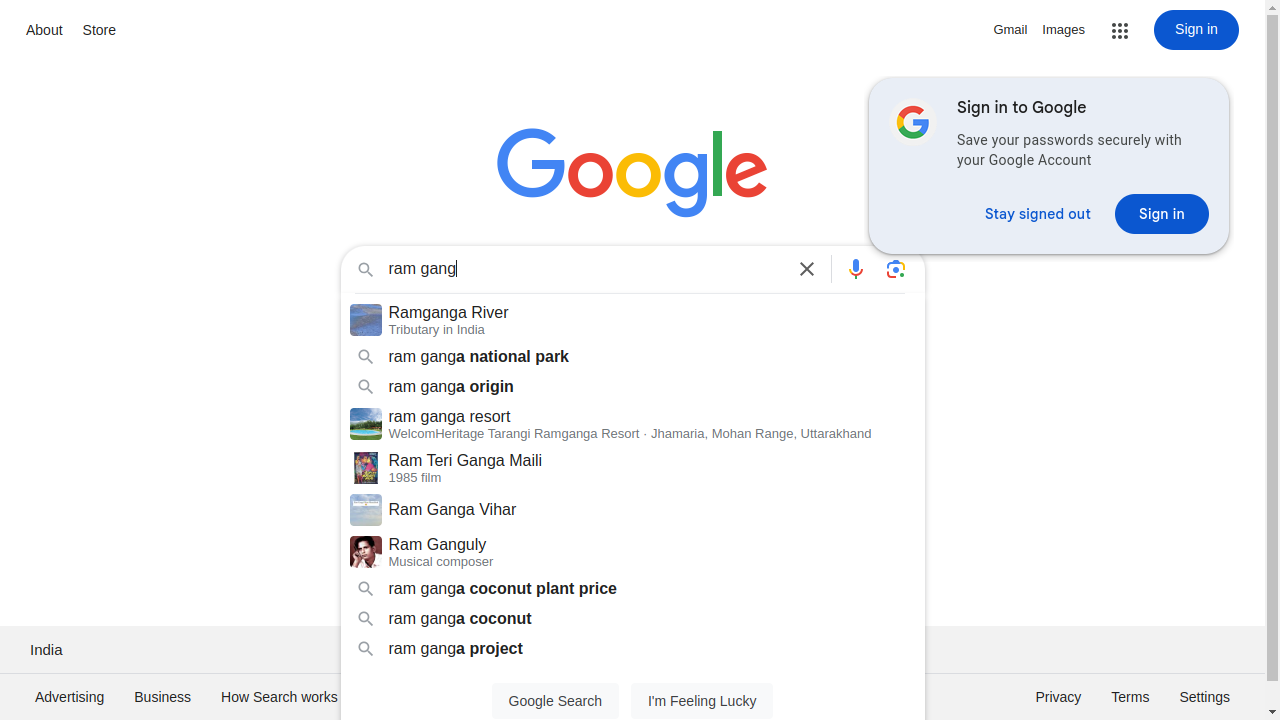 About Store Gmail Images Sign in
Sign in to Google
Save your passwords securely with
your Google Account
Stay signed out Sign in
Google
ram gang
Ramganga River
Tributary in India
ram ganga national park
ram ganga origin
ram ganga resort
WelcomHeritage Tarangi Ramganga Resort · Jhamaria, Mohan Range, Uttarakhand
Ram Teri Ganga Maili
1985 film
Ram Ganga Vihar
Ram Ganguly
Musical composer
ram ganga coconut plant price
ram ganga coconut
ram ganga project
India
Google Search I'm Feeling Lucky
Advertising Business How Search works Privacy Terms Settings